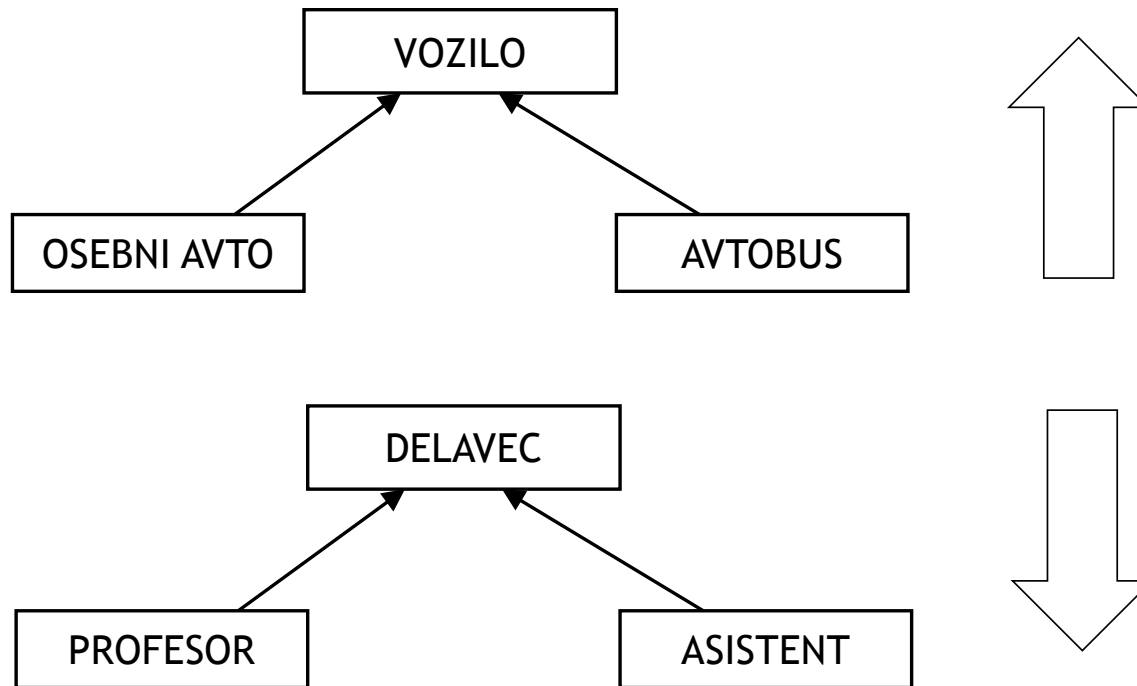 VOZILO
OSEBNI AVTO
AVTOBUS
DELAVEC
PROFESOR
ASISTENT